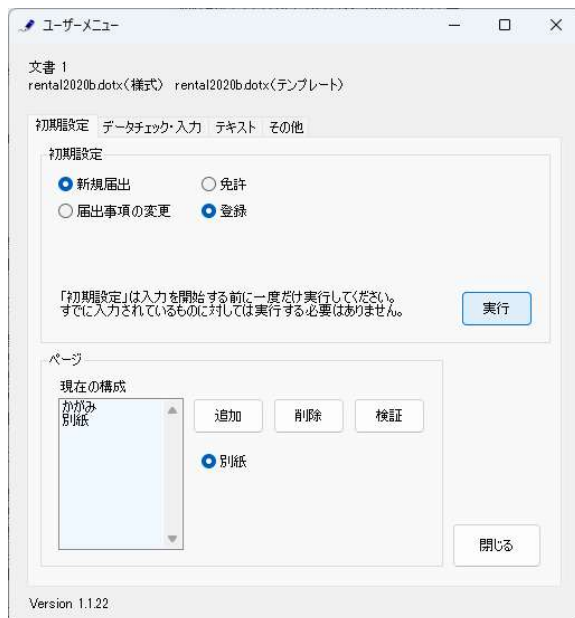 ユーザーメニュー
文書 1
rental2020b.dotx(様式) rental2020b.dotx(テンプレート)
初期設定 データチェック・入力 テキスト その他
初期設定
新規届出 免許
届出事項の変更 登録
「初期設定」は入力を開始する前に一度だけ実行してください。
すでに入力されているものに対しては実行する必要はありません。
実行
ページ
現在の構成
かがみ
別紙
追加 削除 検証
別紙
閉じる
Version 1.1.22